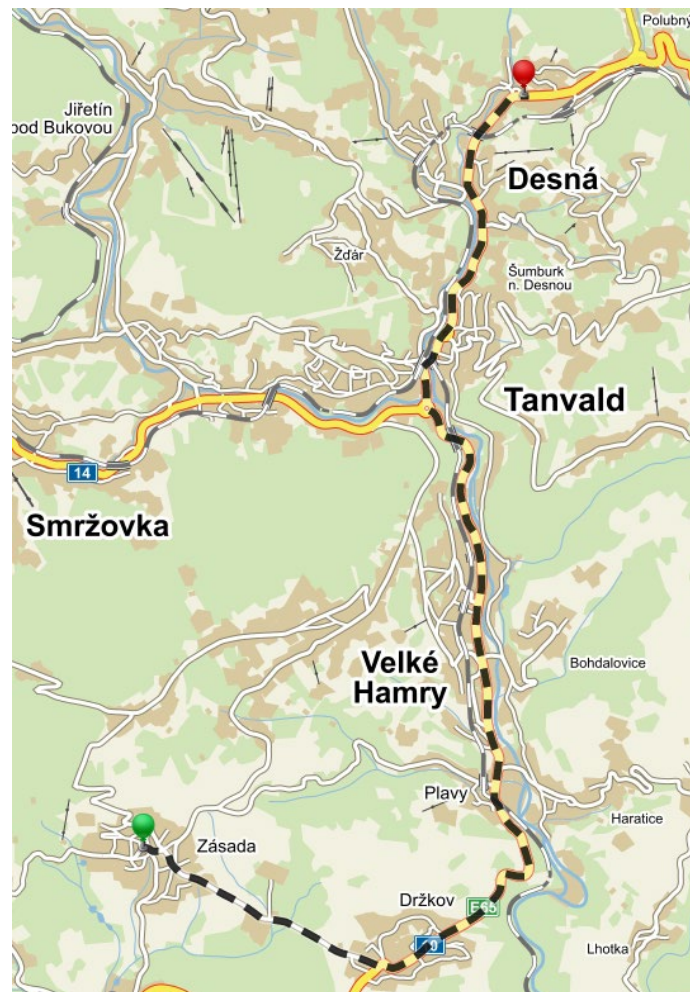 Polubný
Jiřetín
pod Bukovou
Desná
Žďár
Šumburk
n. Desnou
Tanvald
14
Smržovka
Velké
Hamry
Bohdalovice
Plavy
Haratice
Zásada
Držkov
E65
Lhotka